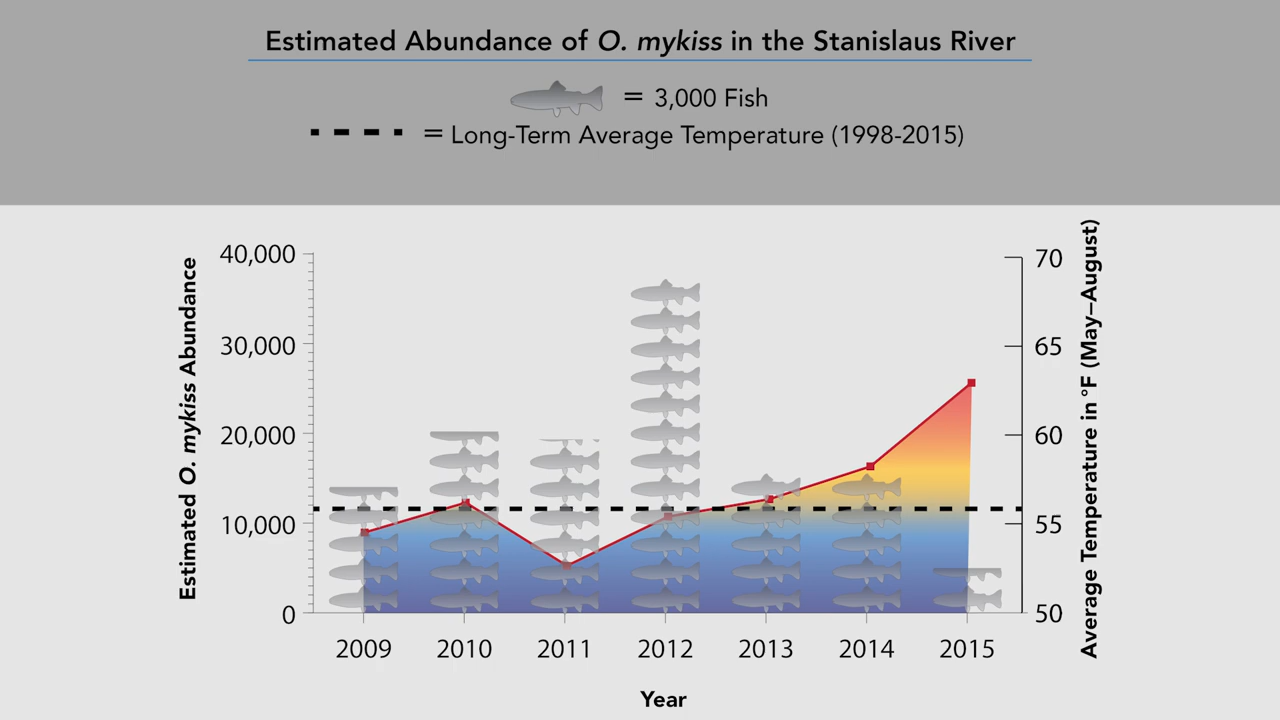 Estimated Abundance of O. mykiss in the Stanislaus River
= 3,000 Fish
= Long-Term Average Temperature (1998-2015)
Estimated O. mykiss Abundance
40,000
30,000
20,000
10,000
0
70
65
60
55
50
Average Temperature in °F (May–August)
2009 2010 2011 2012 2013 2014 2015
Year